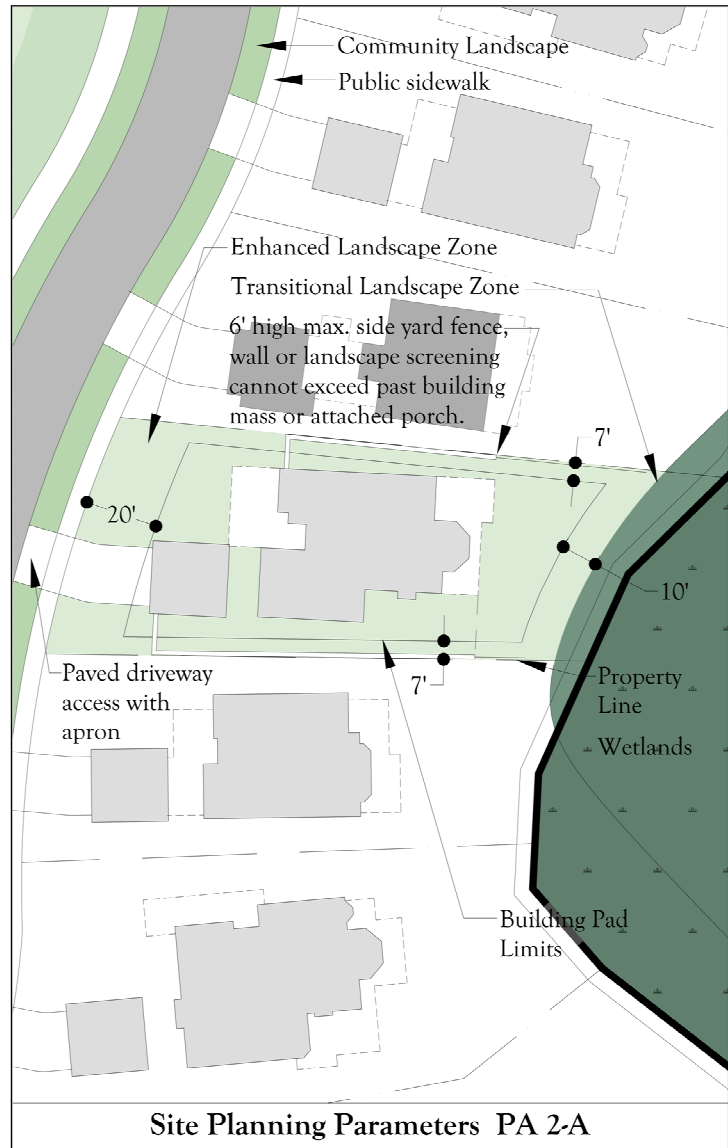 Community Landscape
Public sidewalk
Enhanced Landscape Zone
Transitional Landscape Zone
6' high max. side yard fence,
wall or landscape screening
cannot exceed past building
mass or attached porch.
7'
20'
10'
Paved driveway
access with
apron
7'
Property
Line
Wetlands
Building Pad
Limits
Site Planning Parameters PA 2-A